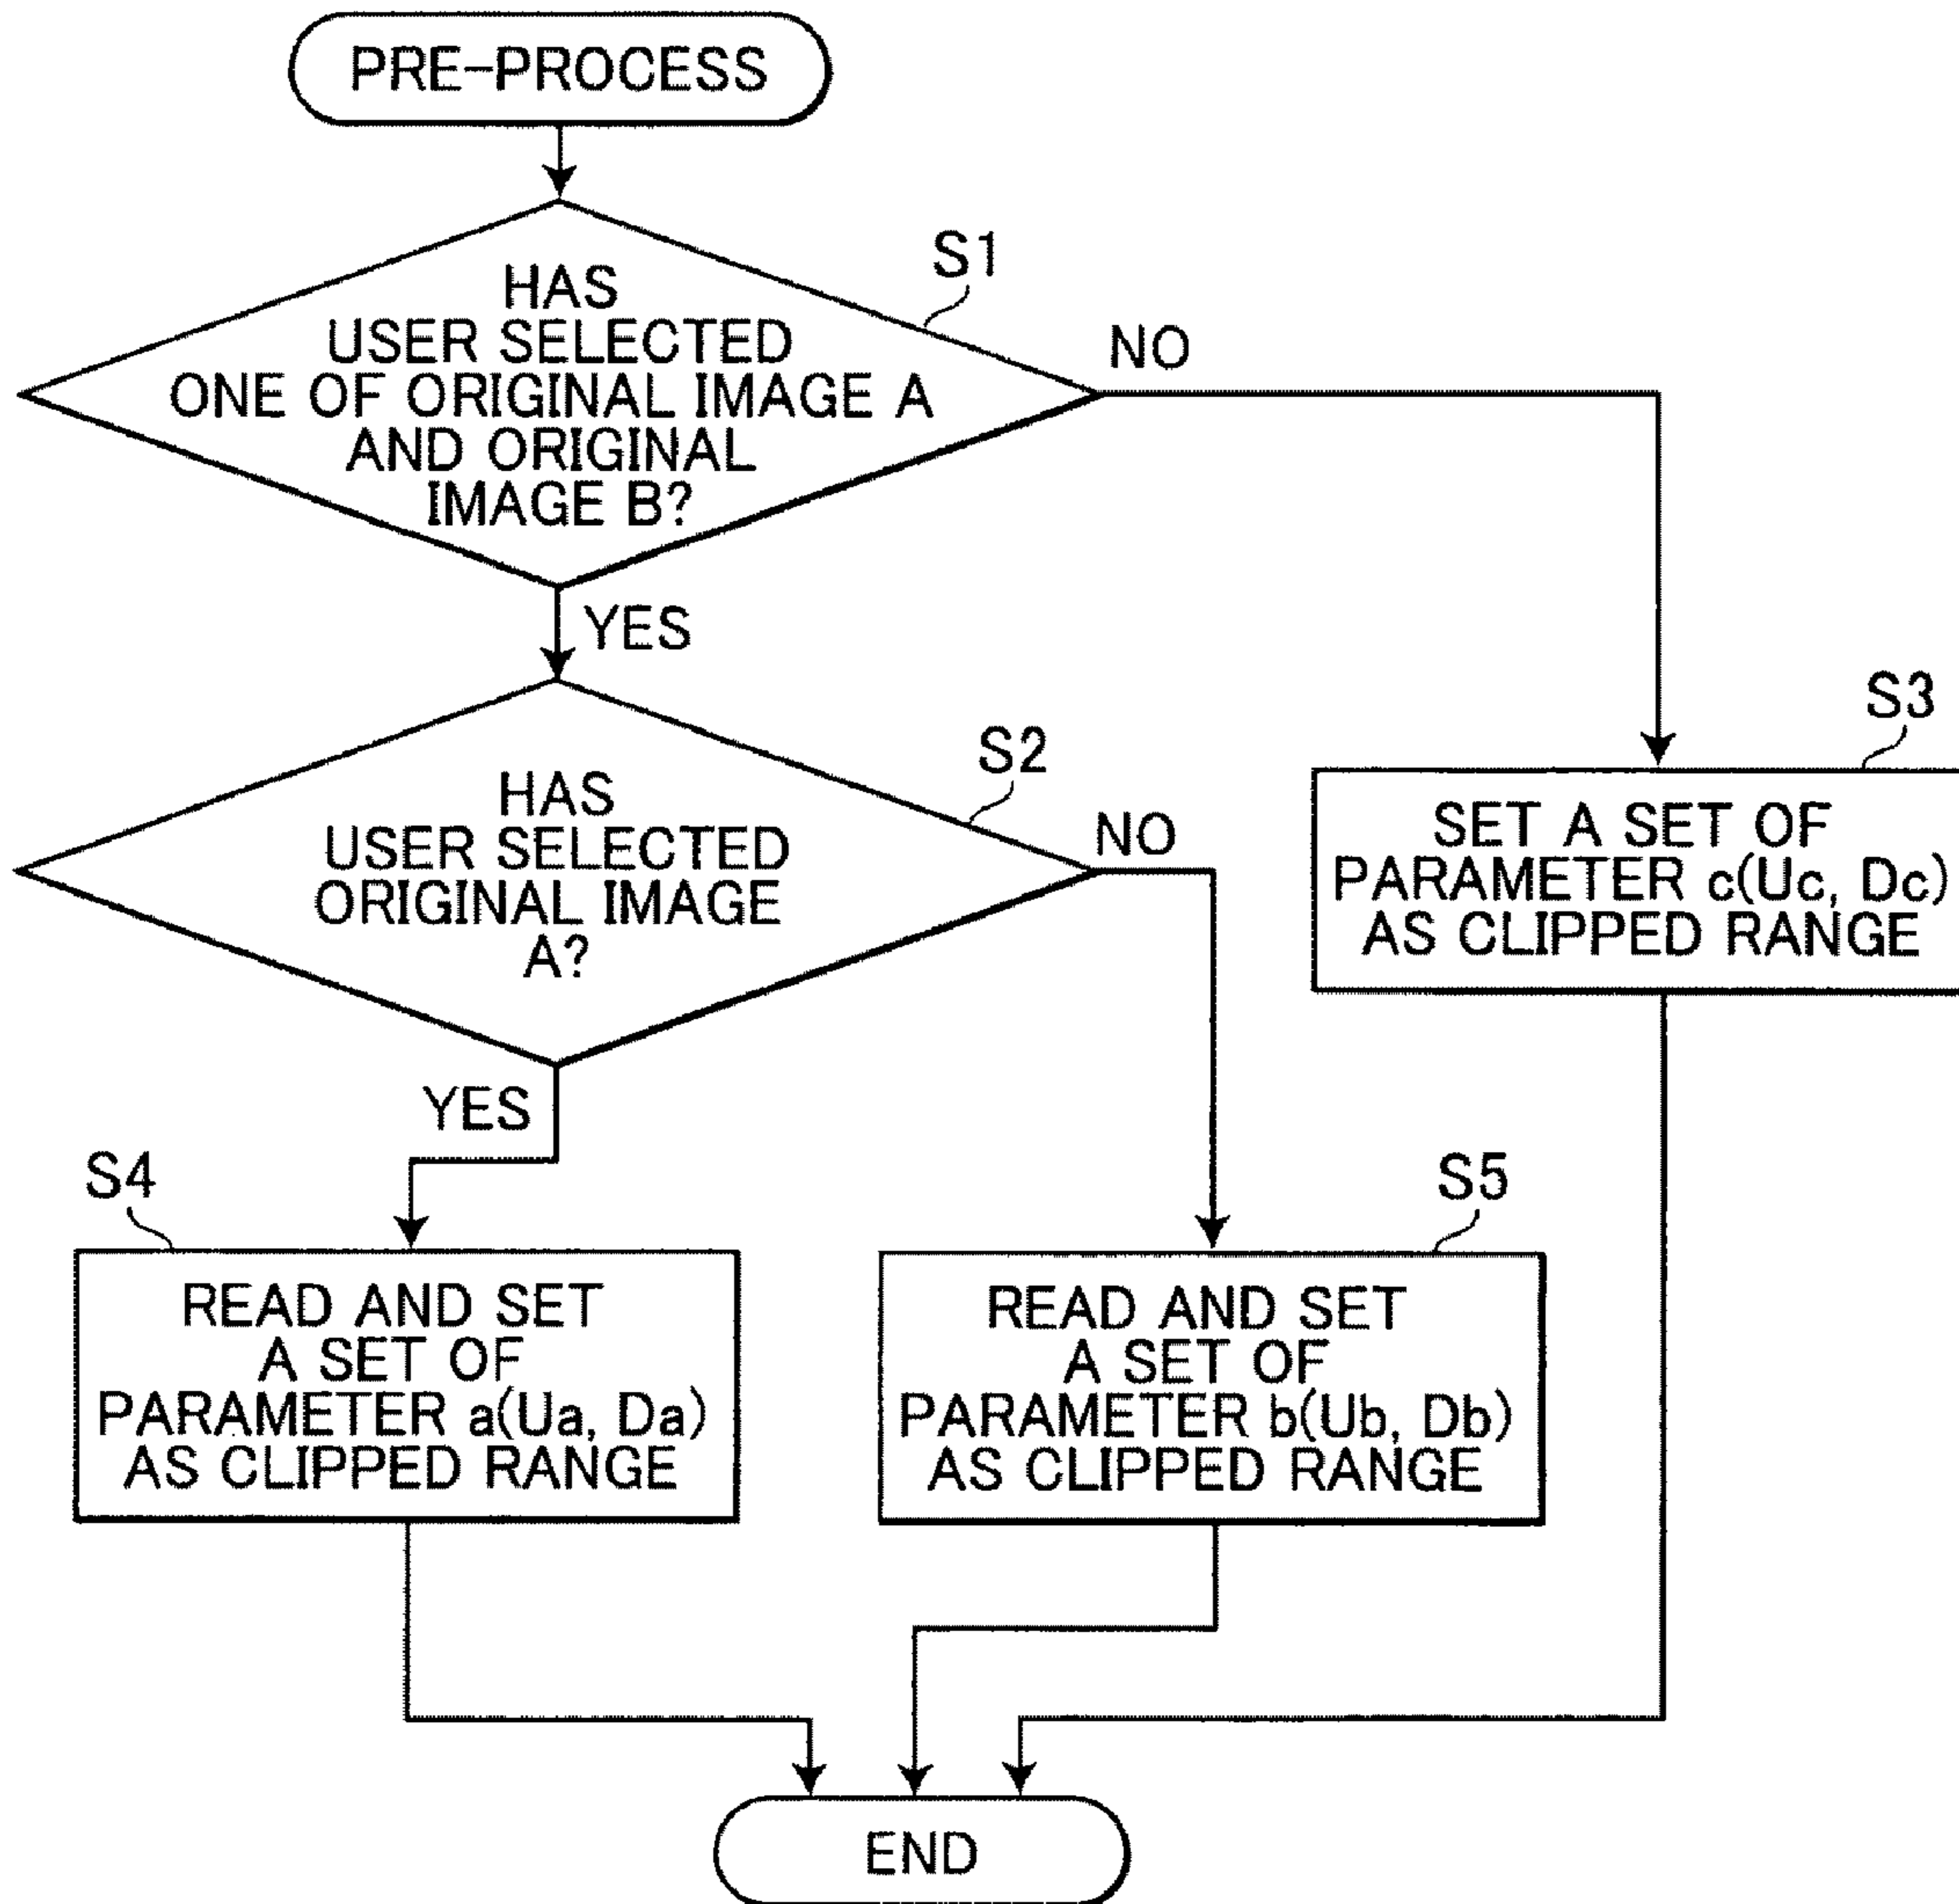 PRE-PROCESS
S1
HAS
USER SELECTED
ONE OF ORIGINAL IMAGE A
AND ORIGINAL
IMAGE B?
NO
YES
S2
HAS
USER SELECTED
ORIGINAL IMAGE
A?
NO
YES
S3
SET A SET OF
PARAMETER c(Uc, Dc)
AS CLIPPED RANGE
S4
READ AND SET
A SET OF
PARAMETER a(Ua, Da)
AS CLIPPED RANGE
S5
READ AND SET
A SET OF
PARAMETER b(Ub, Db)
AS CLIPPED RANGE
END